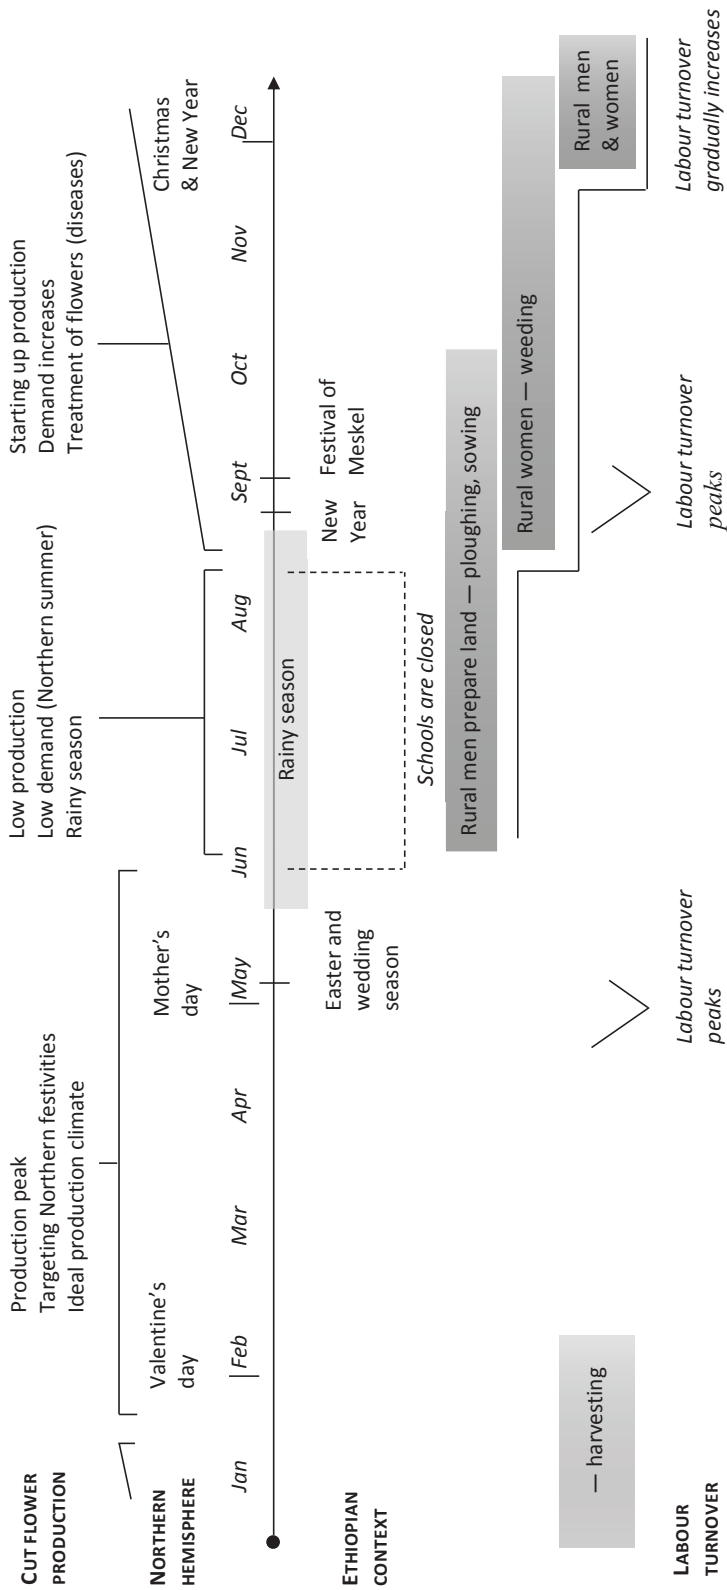 CUT FLOWER
PRODUCTION
Production peak
Targeting Northern festivities
Ideal production climate
Low production
Low demand (Northern summer)
Rainy season
Starting up production
Demand increases
Treatment of flowers (diseases)
NORTHERN
HEMISPHERE
Valentine's
day
Mother's
day
Christmas
& New Year
Jan
Feb
Mar
Apr
May
Jun
Jul
Aug
Sept
Oct
Nov
Dec
Rainy season
ETHIOPIAN
CONTEXT
Easter and
wedding
season
New
Year
Festival of
Meskel
Schools are closed
Rural men prepare land — ploughing, sowing
Rural women — weeding
— harvesting
Rural men
& women
LABOUR
TURNOVER
Labour turnover
peaks
Labour turnover
peaks
Labour turnover
gradually increases